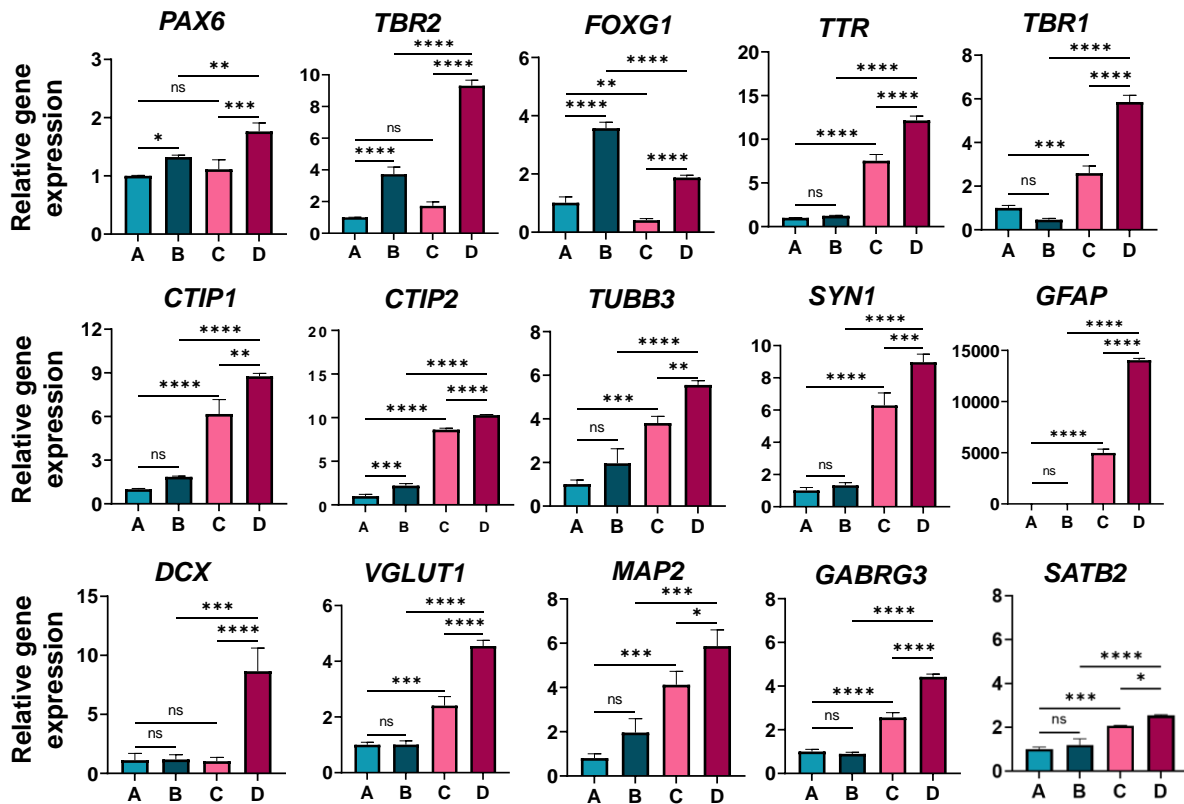 PAX6
TBR2
FOXG1
TTR
TBR1
Relative gene
expression
3
2
1
0
**
ns
***
*
A B C D
10
8
6
4
2
0
****
****
ns
****
A B C D
5
4
3
2
1
0
****
**
****
****
A B C D
20
15
10
5
0
****
****
****
ns
A B C D
8
6
4
2
0
****
****
***
ns
A B C D
CTIP1
CTIP2
TUBB3
SYN1
GFAP
Relative gene
expression
12
9
6
3
0
****
**
****
ns
A B C D
20
15
10
5
0
****
****
****
***
A B C D
8
6
4
2
0
****
**
***
ns
A B C D
10
8
6
4
2
0
****
***
****
ns
A B C D
15000
10000
5000
0
****
****
****
ns
A B C D
DCX
VGLUT1
MAP2
GABRG3
SATB2
Relative gene
expression
15
10
5
0
***
****
ns
ns
A B C D
6
4
2
0
****
****
***
ns
A B C D
8
6
4
2
0
***
*
***
ns
A B C D
8
6
4
2
0
****
****
****
ns
A B C D
8
6
4
2
0
****
*
***
ns
A B C D